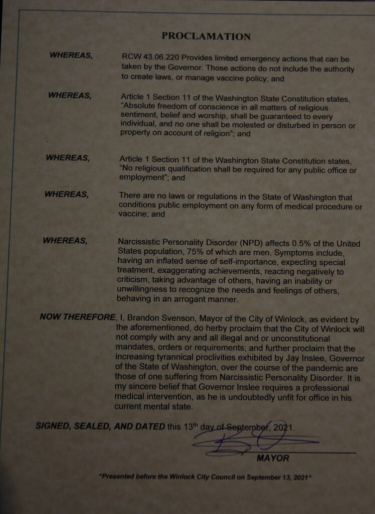 PROCLAMATION
WHEREAS, RCW 43.06.220 Provides limited emergency actions that can be
taken by the Governor. Those actions do not include the authority
to create laws, or manage vaccine policy; and
WHEREAS, Article 1 Section 11 of the Washington State Constitution states,
"Absolute freedom of conscience in all matters of religious
sentiment, belief and worship, shall be guaranteed to every
individual, and no one shall be molested or disturbed in person or
property on account of religion"; and
WHEREAS, Article 1 Section 11 of the Washington State Constitution states,
"No religious qualification shall be required for any public office or
employment"; and
WHEREAS, There are no laws or regulations in the State of Washington that
conditions public employment on any form of medical procedure or
vaccine; and
WHEREAS, Narcissistic Personality Disorder (NPD) affects 0.5% of the United
States population, 75% of which are men. Symptoms include,
having an inflated sense of self-importance, expecting special
treatment, exaggerating achievements, reacting negatively to
criticism, taking advantage of others, having an inability or
unwillingness to recognize the needs and feelings of others,
behaving in an arrogant manner.
NOW THEREFORE, I, Brandon Svenson, Mayor of the City of Winlock, as evident by
the aforementioned, do herby proclaim that the City of Winlock will
not comply with any and all illegal and or unconstitutional
mandates, orders or requirements; and further proclaim that the
increasing tyrannical proclivities exhibited by Jay Inslee, Governor
of the State of Washington, over the course of the pandemic are
those of one suffering from Narcissistic Personality Disorder. It is
my sincere belief that Governor Inslee requires a professional
medical intervention, as he is undoubtedly unfit for office in his
current mental state.
SIGNED, SEALED, AND DATED this 13th day of September, 2021
MAYOR
"Presented before the Winlock City Council on September 13, 2021"